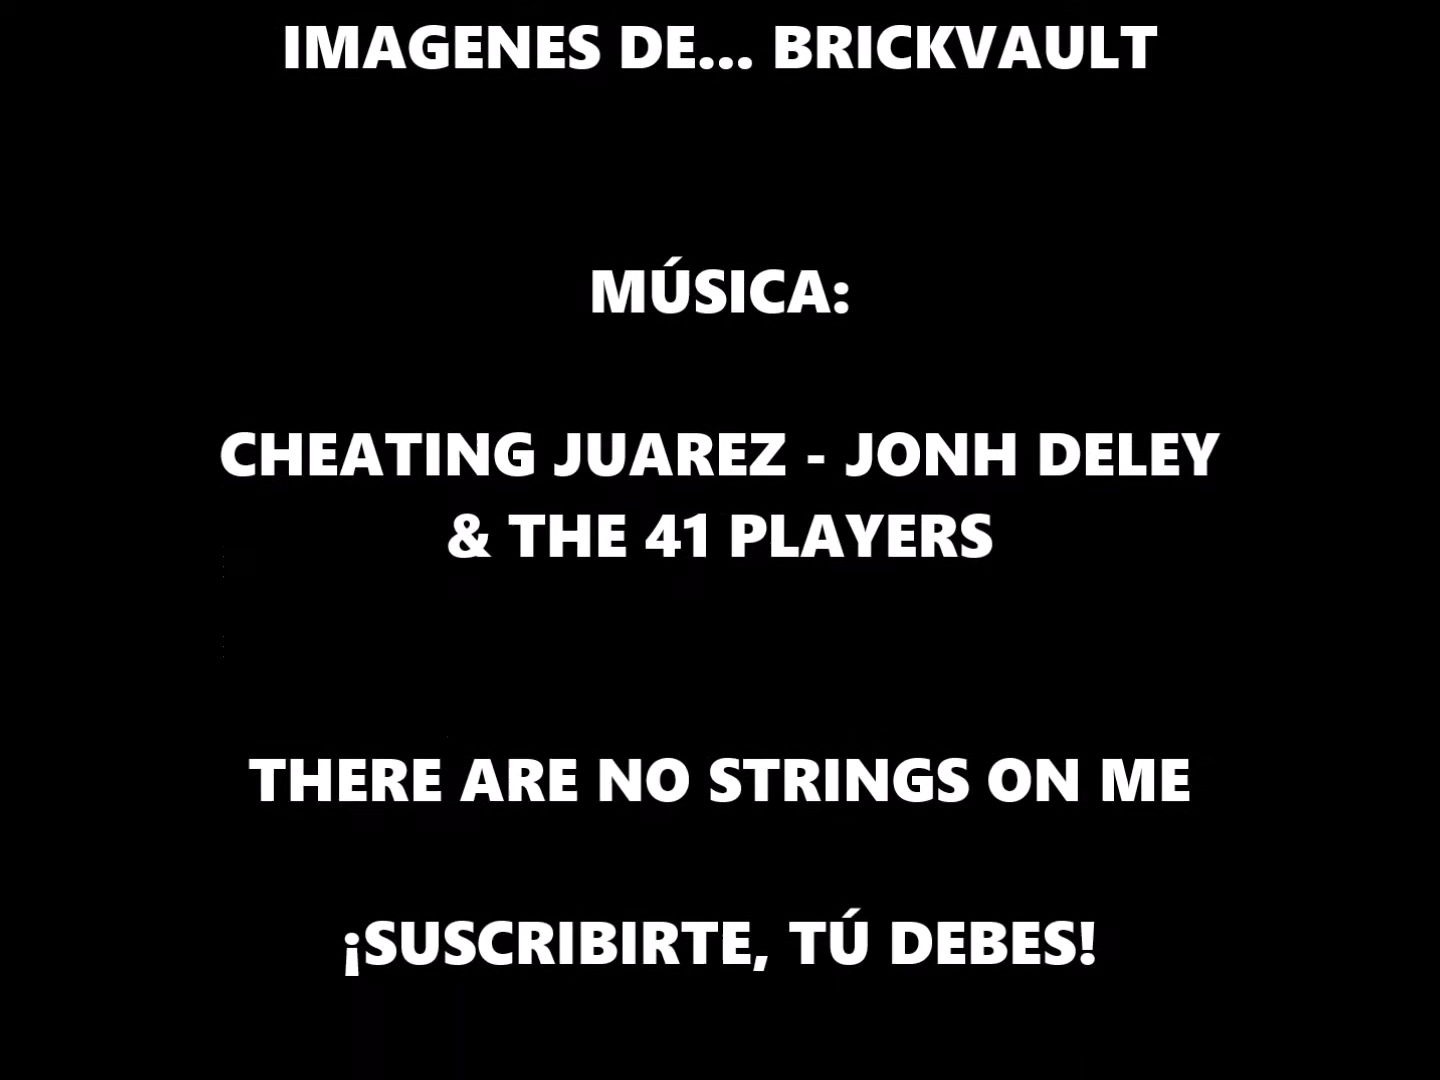 IMAGENES DE... BRICKVAULT
MÚSICA:
CHEATING JUAREZ - JONH DELEY
& THE 41 PLAYERS
THERE ARE NO STRINGS ON ME
¡SUSCRIBIRTE, TÚ DEBES!